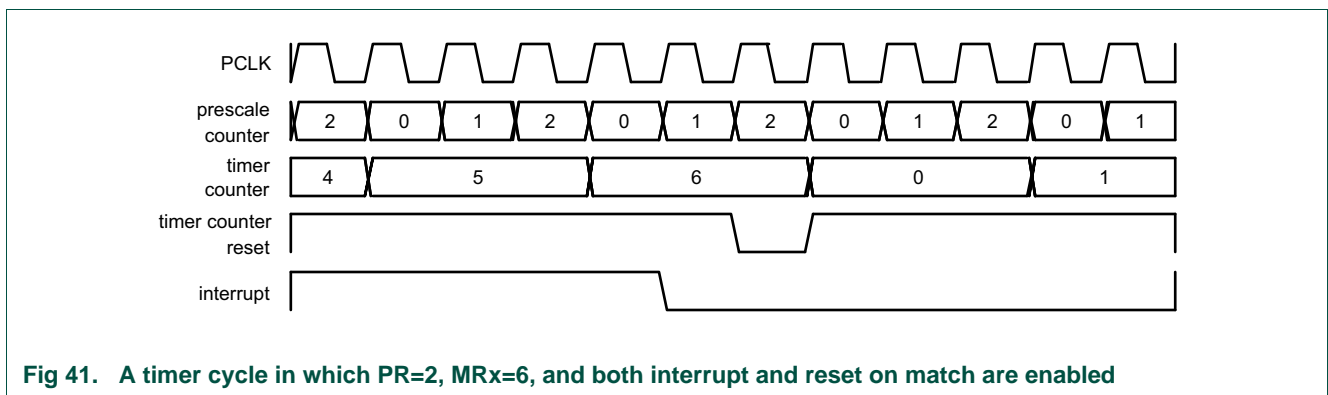 PCLK
prescale
counter
2 0 1 2 0 1 2 0 1 2 0 1
timer
counter
4 5 6 0 1
timer counter
reset
interrupt
Fig 41. A timer cycle in which PR=2, MRx=6, and both interrupt and reset on match are enabled